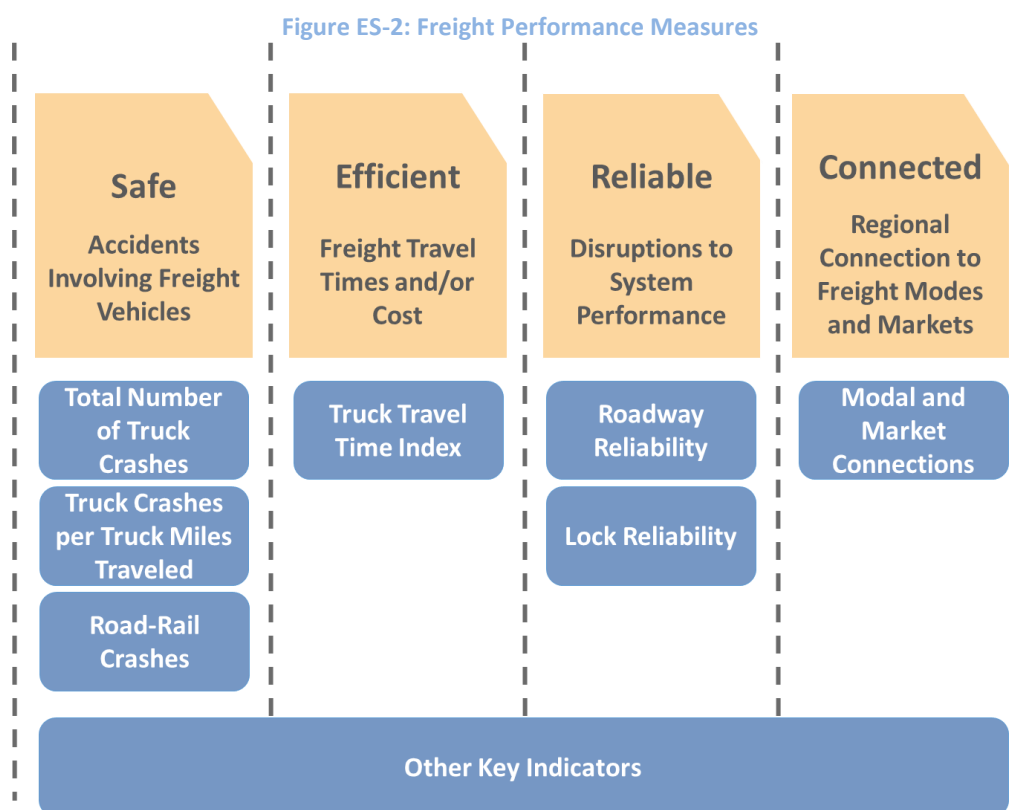 Figure ES-2: Freight Performance Measures
Safe
Accidents
Involving Freight
Vehicles
Total Number
of Truck
Crashes
Truck Crashes
per Truck Miles
Traveled
Road-Rail
Crashes
Efficient
Freight Travel
Times and/or
Cost
Truck Travel
Time Index
Reliable
Disruptions to
System
Performance
Roadway
Reliability
Lock Reliability
Connected
Regional
Connection to
Freight Modes
and Markets
Modal and
Market
Connections
Other Key Indicators